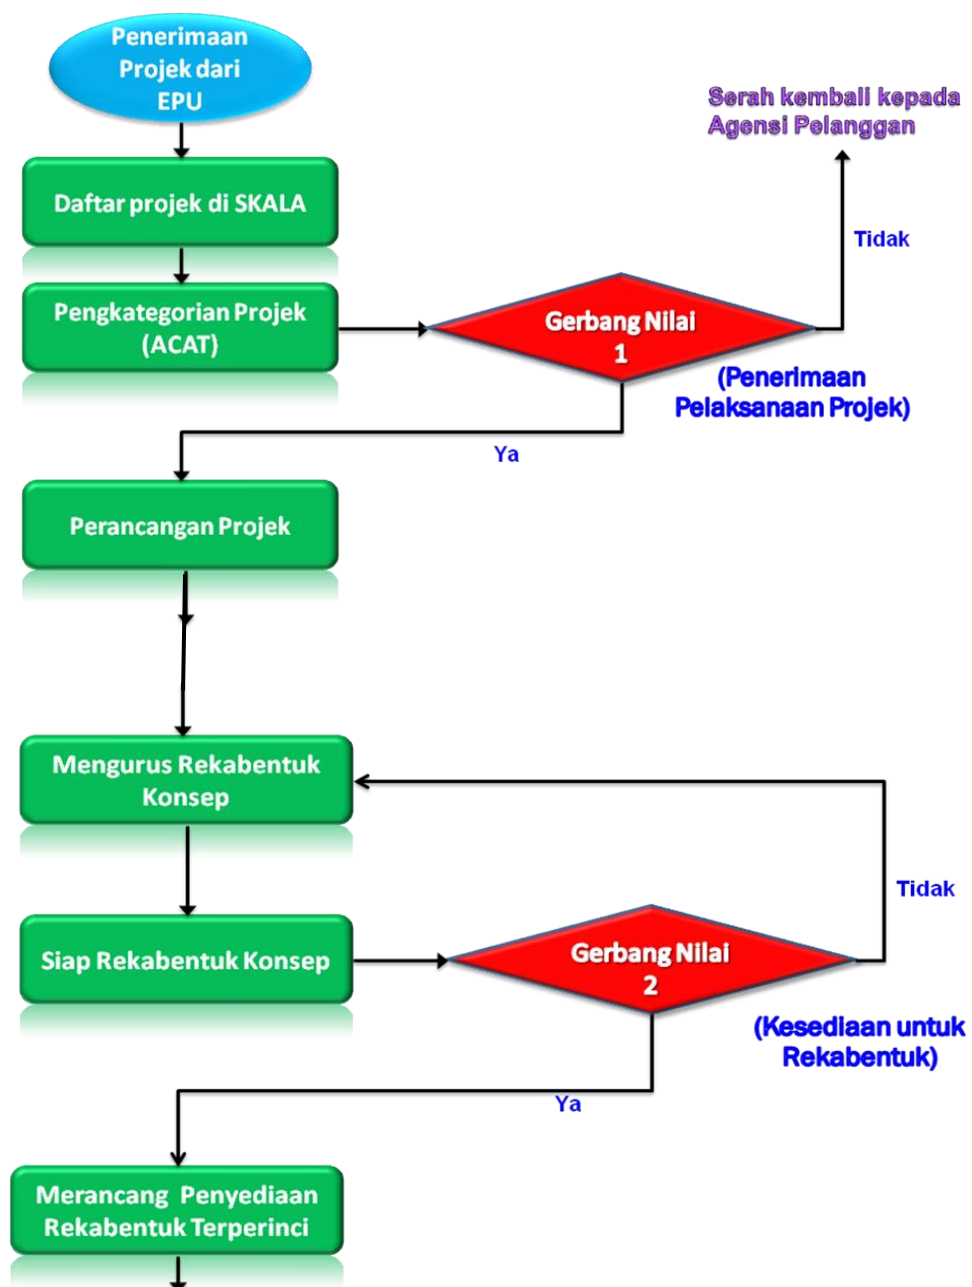 Penerimaan
Projek dari
EPU
Serah kembali kepada
Agensi Pelanggan
Daftar projek di SKALA
Tidak
Pengkategorian Projek
(ACAT)
Gerbang Nilai
1
(Penerimaan
Pelaksanaan Projek)
Ya
Perancangan Projek
Mengurus Rekabentuk
Konsep
Tidak
Siap Rekabentuk Konsep
Gerbang Nilai
2
(Kesediaan untuk
Rekabentuk)
Ya
Merancang Penyediaan
Rekabentuk Terperinci